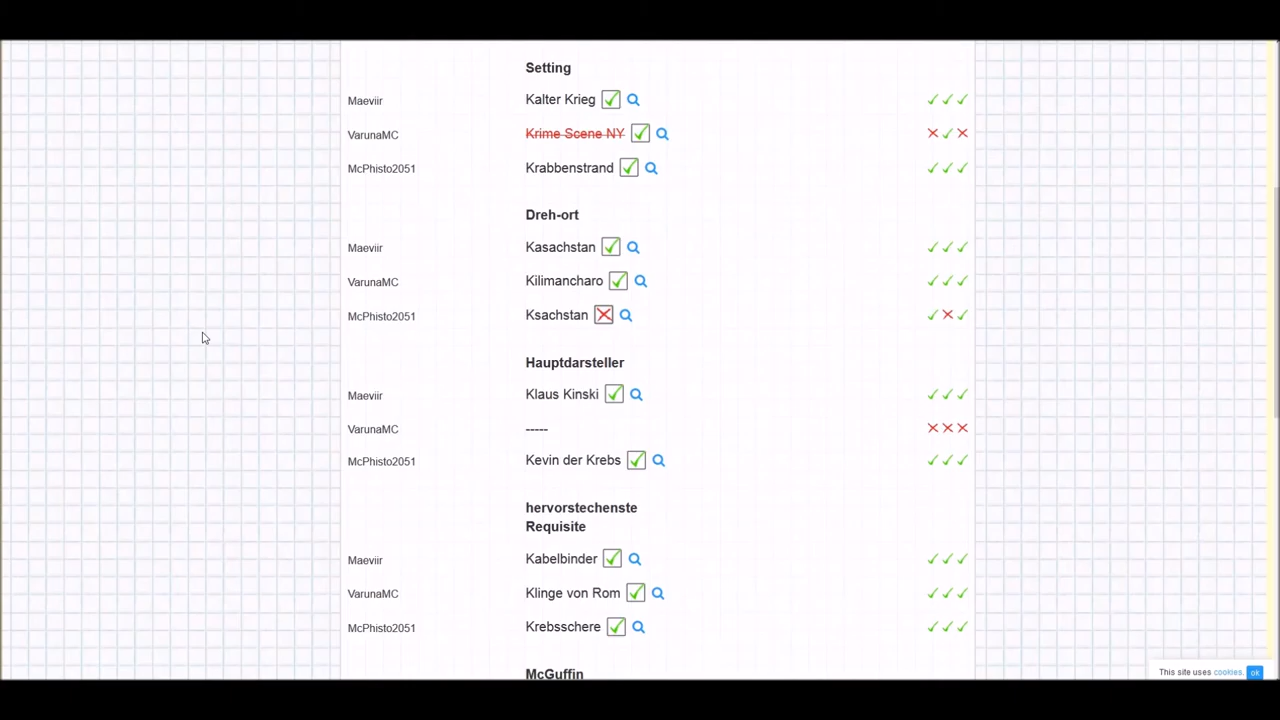 Setting
Maeviir Kalter Krieg
VarunaMC Krime Scene NY
McPhisto2051 Krabbenstrand
Dreh-ort
Maeviir Kasachstan
VarunaMC Kilimancharo
McPhisto2051 Ksachstan
Hauptdarsteller
Maeviir Klaus Kinski
VarunaMC -----
McPhisto2051 Kevin der Krebs
hervorstechenste
Requisite
Maeviir Kabelbinder
VarunaMC Klinge von Rom
McPhisto2051 Krebsschere
McGuffin
This site uses cookies. ok